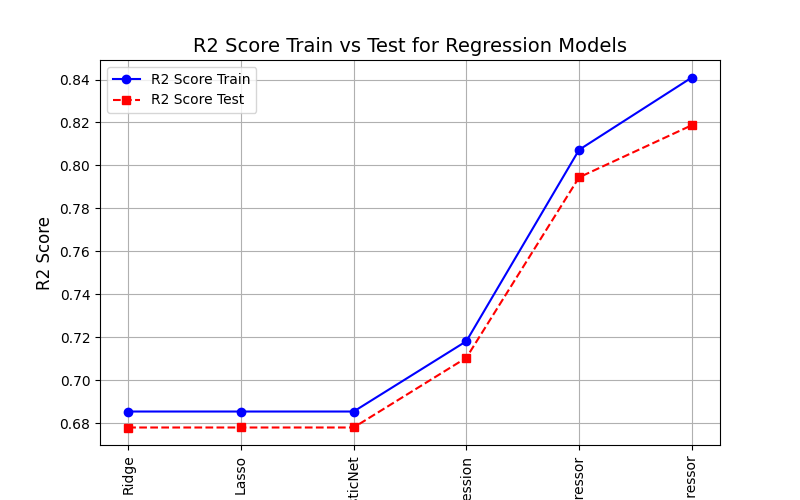 R2 Score Train vs Test for Regression Models
R2 Score Train
R2 Score Test
R2 Score
0.84
0.82
0.80
0.78
0.76
0.74
0.72
0.70
0.68
Ridge
Lasso
ticNet
ession
ressor
ressor